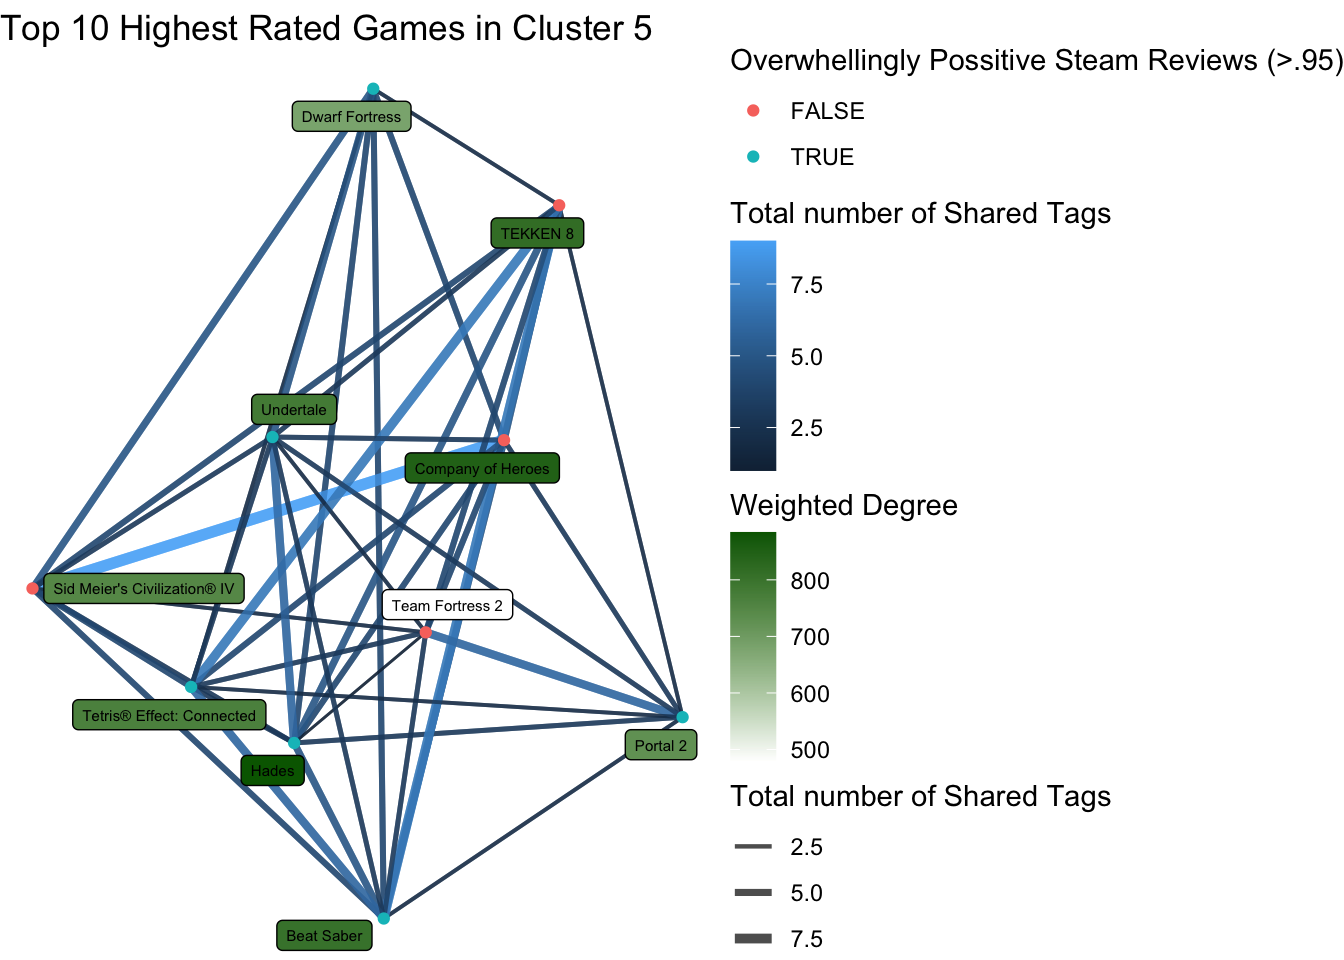 Top 10 Highest Rated Games in Cluster 5
Overwhellingly Possitive Steam Reviews (>.95)
FALSE
TRUE
Total number of Shared Tags
7.5
5.0
2.5
Weighted Degree
800
700
600
500
Total number of Shared Tags
2.5
5.0
7.5
Dwarf Fortress
TEKKEN 8
Undertale
Company of Heroes
Sid Meier's Civilization® IV
Team Fortress 2
Tetris® Effect: Connected
Portal 2
Hades
Beat Saber